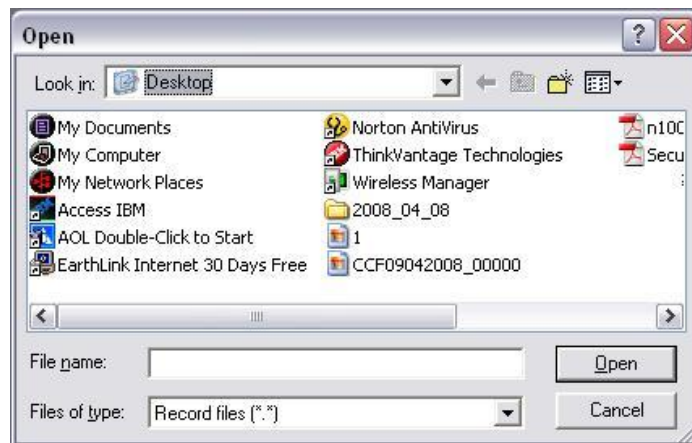 Open
Look in: Desktop
My Documents
My Computer
My Network Places
Access IBM
AOL Double-Click to Start
EarthLink Internet 30 Days Free
Norton AntiVirus
ThinkVantage Technologies
Wireless Manager
2008_04_08
1
CCF09042008_00000
n10C
Secu
File name:
Open
Files of type: Record files (*.*)
Cancel